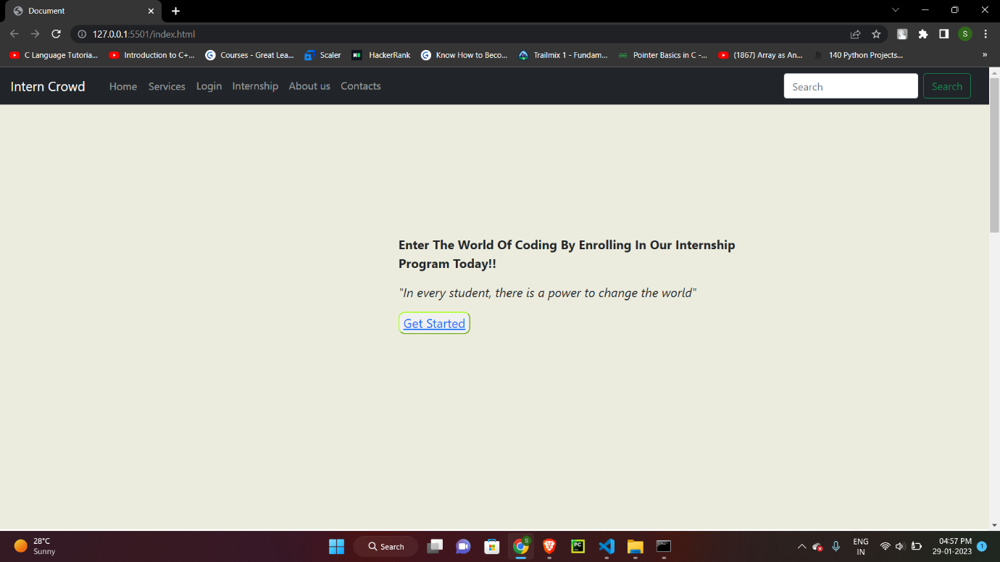 Document
127.0.0.1:5501/index.html
S
C Language Tutoria...
Introduction to C+...
Courses - Great Lea...
Scaler
HackerRank
Know How to Beco...
Trailmix 1 - Fundam...
Pointer Basics in C -...
(1867) Array as An...
140 Python Projects...
»
Intern Crowd
Home
Services
Login
Internship
About us
Contacts
Search
Search
Enter The World Of Coding By Enrolling In Our Internship
Program Today!!
"In every student, there is a power to change the world"
Get Started
28°C
Sunny
Search
S
PC
ENG
IN
04:57 PM
29-01-2023
1